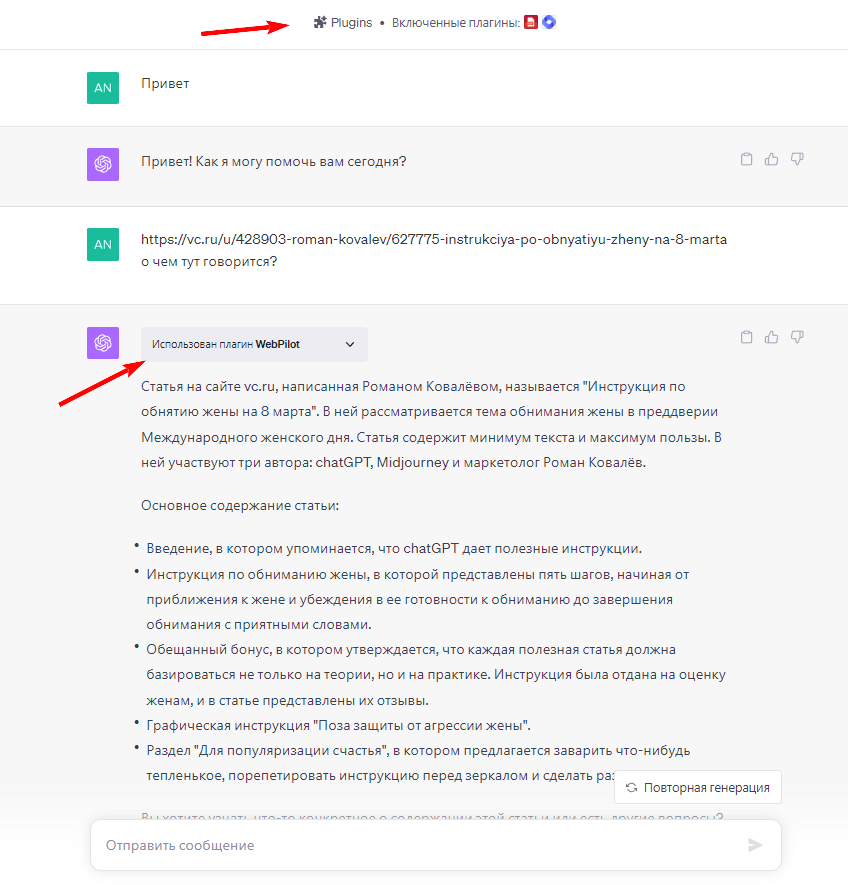 Plugins • Включенные плагины:
AN Привет
Привет! Как я могу помочь вам сегодня?
AN https://vc.ru/u/428903-roman-kovalev/627775-instrukciya-po-obnyatiyu-zheny-na-8-marta
о чем тут говорится?
Использован плагин WebPilot
Статья на сайте vc.ru, написанная Романом Ковалёвом, называется "Инструкция по
обнятию жены на 8 марта". В ней рассматривается тема обнимания жены в преддверии
Международного женского дня. Статья содержит минимум текста и максимум пользы. В
ней участвуют три автора: chatGPT, Midjourney и маркетолог Роман Ковалёв.
Основное содержание статьи:
• Введение, в котором упоминается, что chatGPT дает полезные инструкции.
• Инструкция по обниманию жены, в которой представлены пять шагов, начиная от
приближения к жене и убеждения в ее готовности к обниманию до завершения
обнимания с приятными словами.
• Обещанный бонус, в котором утверждается, что каждая полезная статья должна
базироваться не только на теории, но и на практике. Инструкция была отдана на оценку
женам, и в статье представлены их отзывы.
• Графическая инструкция "Поза защиты от агрессии жены".
• Раздел "Для популяризации счастья", в котором предлагается заварить что-нибудь
тепленькое, порепетировать инструкцию перед зеркалом и сделать
Повторная генерация
Вы хотите узнать что-то конкретное о содержании этой статьи или есть другие вопросы?
Отправить сообщение